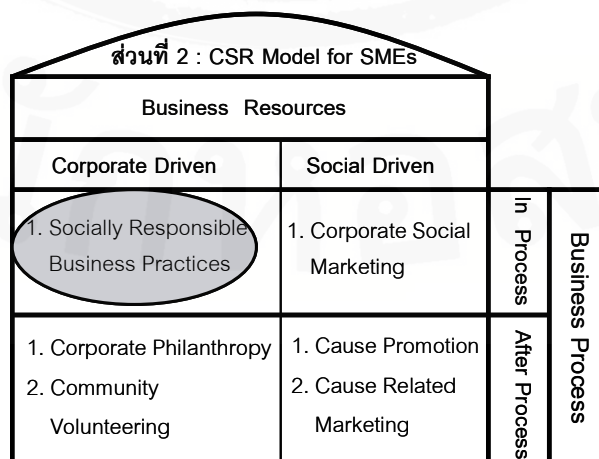 ส่วนที่ 2 : CSR Model for SMEs
Business Resources
Corporate Driven
Social Driven
1. Socially Responsible
Business Practices
1. Corporate Social
Marketing
In Process
Business Process
1. Corporate Philanthropy
2. Community
Volunteering
1. Cause Promotion
2. Cause Related
Marketing
After Process